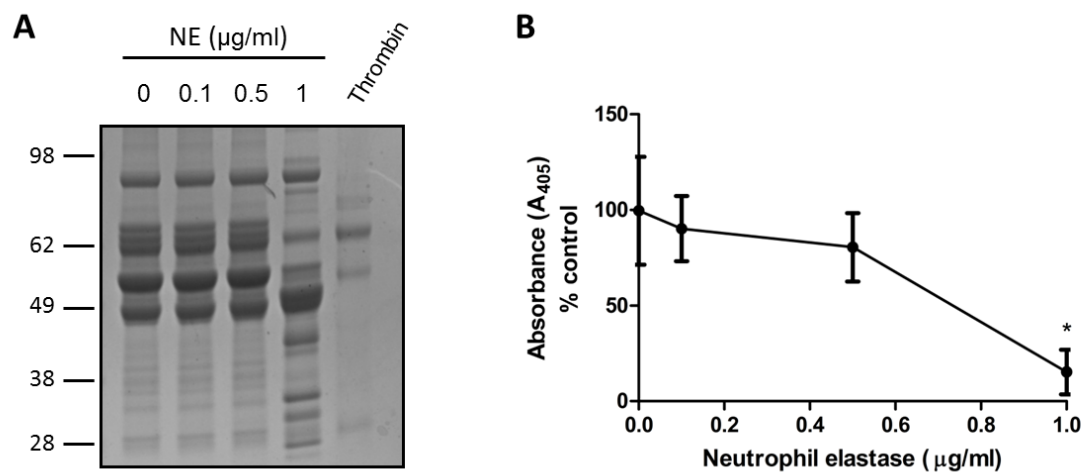 A
NE (µg/ml)
0 0.1 0.5 1 Thrombin
98
62
49
38
28
B
150
100
50
0
Absorbance (A405)
% control
*
0.0 0.2 0.4 0.6 0.8 1.0
Neutrophil elastase (µg/ml)